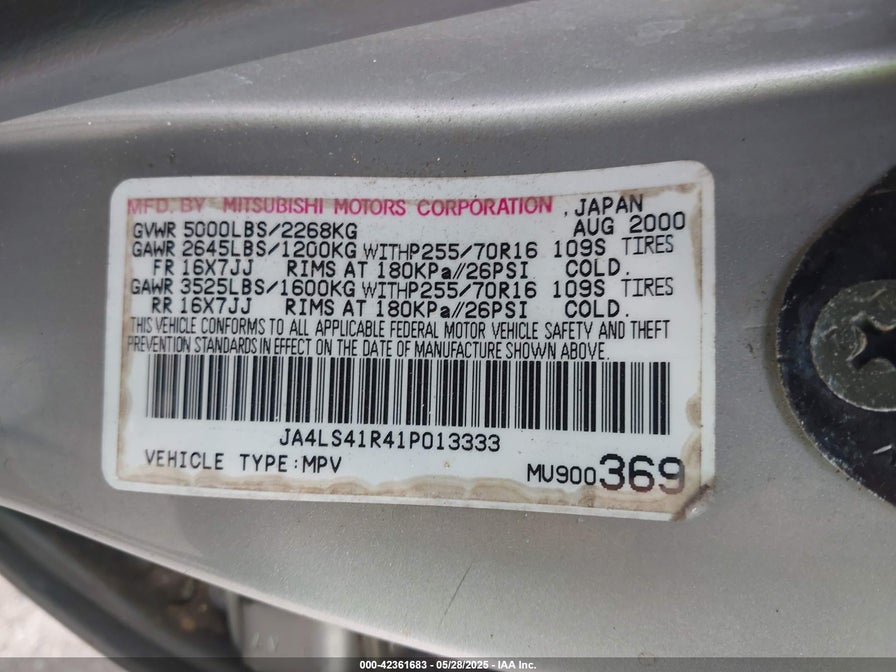 MFD. BY MITSUBISHI MOTORS CORPORATION , JAPAN
GVWR 5000LBS/2268KG AUG 2000
GAWR 2645LBS/1200KG WITHP255/70R16 109S TIRES
FR 16X7JJ RIMS AT 180KPa//26PSI COLD.
GAWR 3525LBS/1600KG WITHP255/70R16 109S TIRES
RR 16X7JJ RIMS AT 180KPa//26PSI COLD.
THIS VEHICLE CONFORMS TO ALL APPLICABLE FEDERAL MOTOR VEHICLE SAFETY AND THEFT
PREVENTION STANDARDS IN EFFECT ON THE DATE OF MANUFACTURE SHOWN ABOVE.
JA4LS41R41P013333
VEHICLE TYPE:MPV MV900369
000-42361683 - 05/28/2025 - IAA Inc.